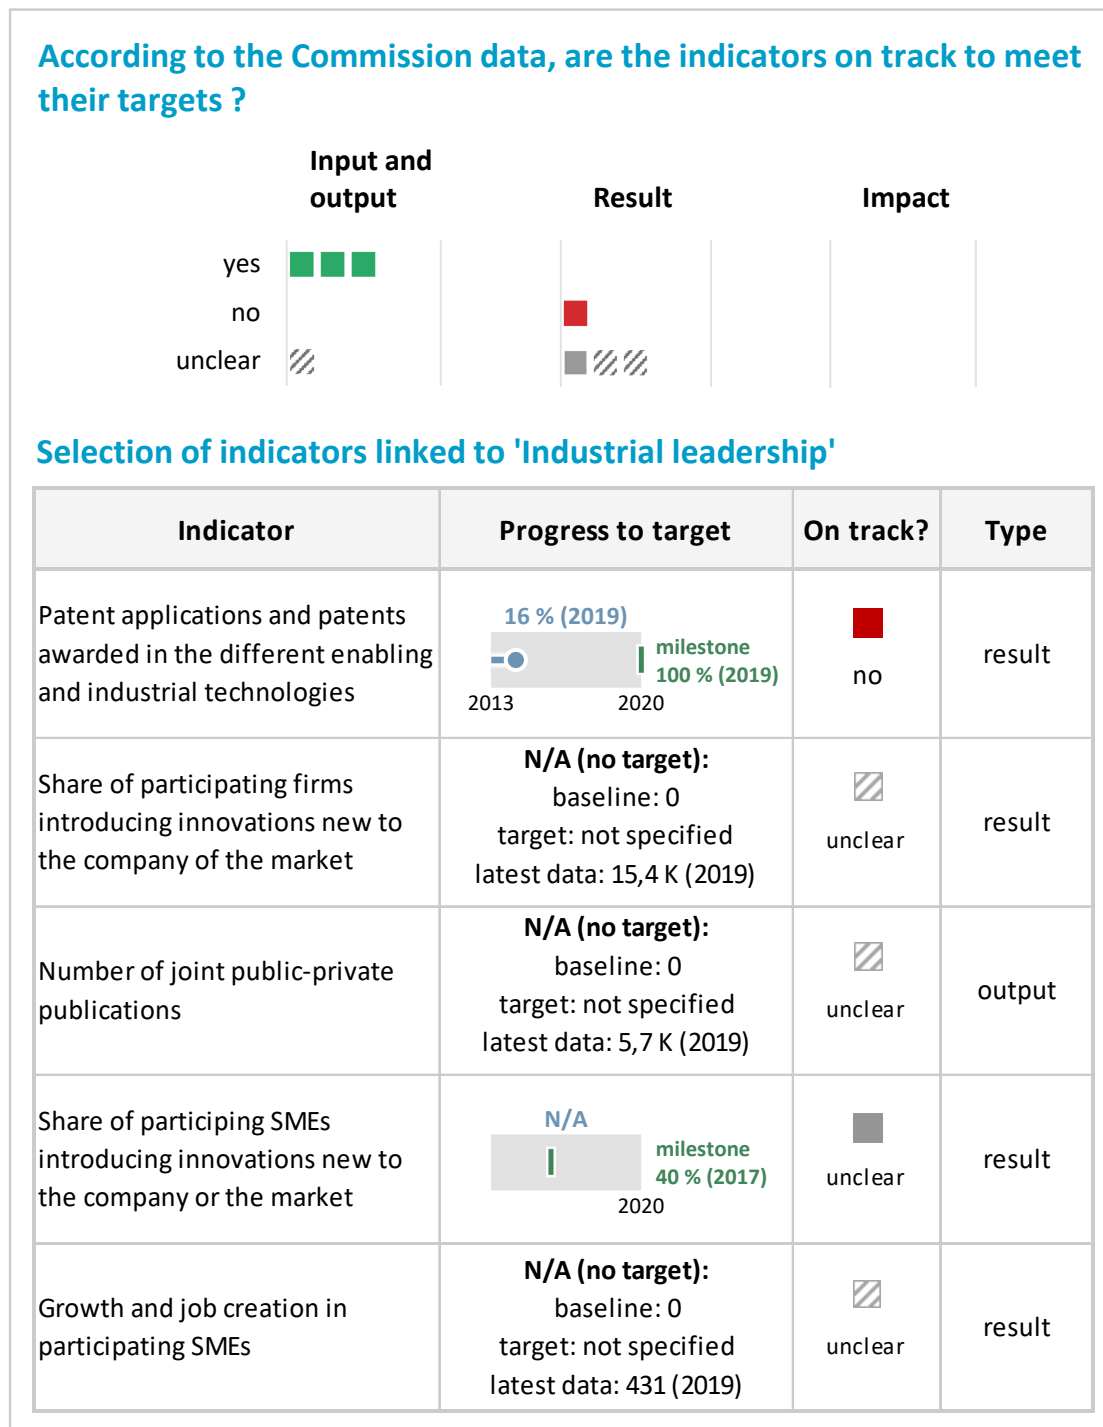 According to the Commission data, are the indicators on track to meet
their targets ?
Input and
output
Result
Impact
yes
no
unclear
Selection of indicators linked to 'Industrial leadership'
Indicator
Progress to target
On track?
Type
Patent applications and patents
awarded in the different enabling
and industrial technologies
16 % (2019)
milestone
100 % (2019)
2013
2020
no
result
Share of participating firms
introducing innovations new to
the company of the market
N/A (no target):
baseline: 0
target: not specified
latest data: 15,4 K (2019)
unclear
result
Number of joint public-private
publications
N/A (no target):
baseline: 0
target: not specified
latest data: 5,7 K (2019)
unclear
output
Share of participing SMEs
introducing innovations new to
the company or the market
N/A
milestone
40 % (2017)
2020
unclear
result
Growth and job creation in
participating SMEs
N/A (no target):
baseline: 0
target: not specified
latest data: 431 (2019)
unclear
result